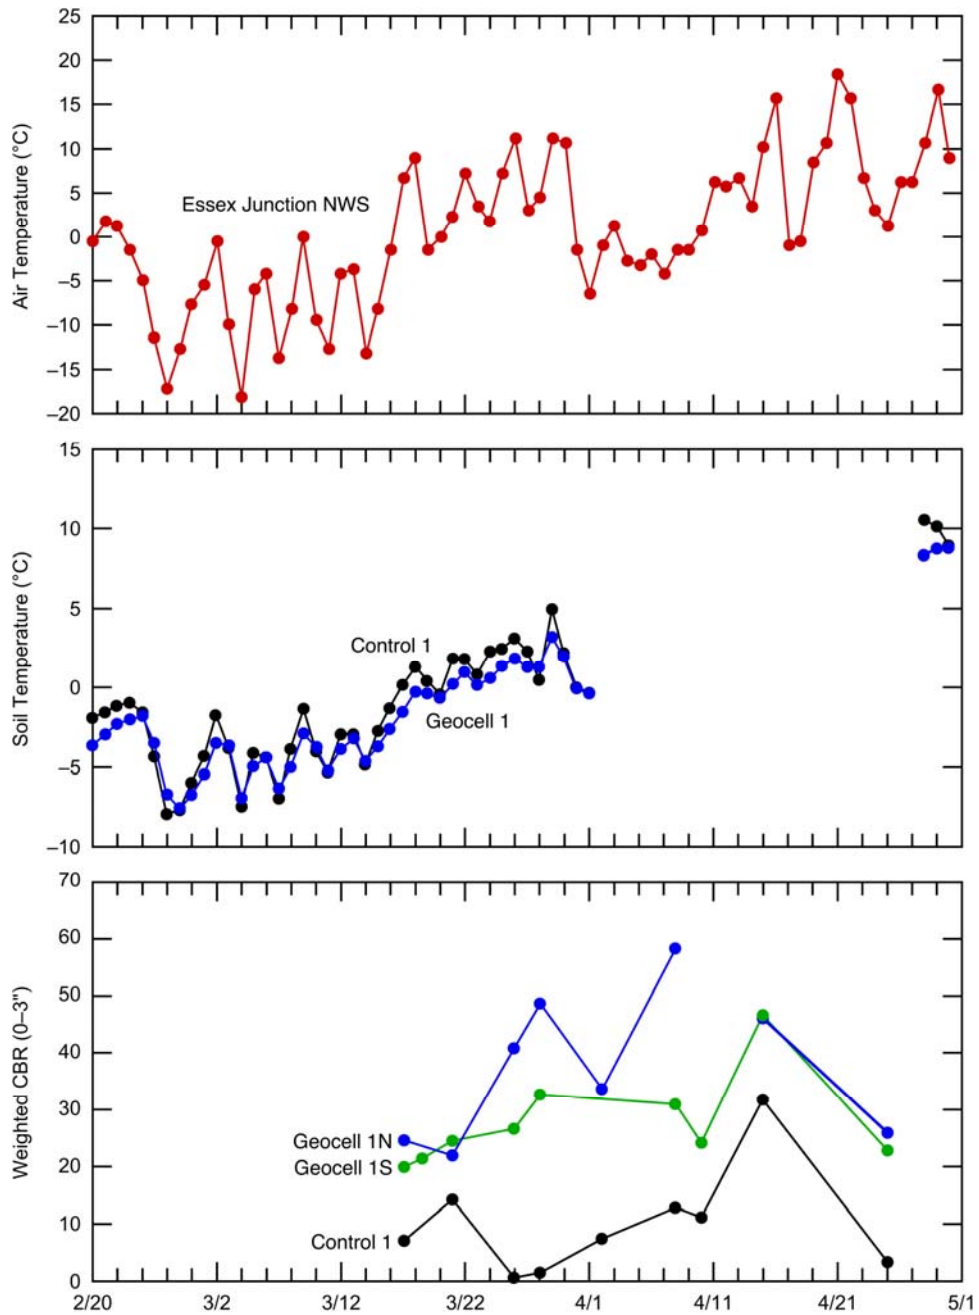 25
20
15
10
5
0
–5
–10
–15
–20
Air Temperature (°C)
Essex Junction NWS
15
10
5
0
–5
–10
Soil Temperature (°C)
Control 1
Geocell 1
70
60
50
40
30
20
10
0
Weighted CBR (0–3")
Geocell 1N
Geocell 1S
Control 1
2/20 3/2 3/12 3/22 4/1 4/11 4/21 5/1